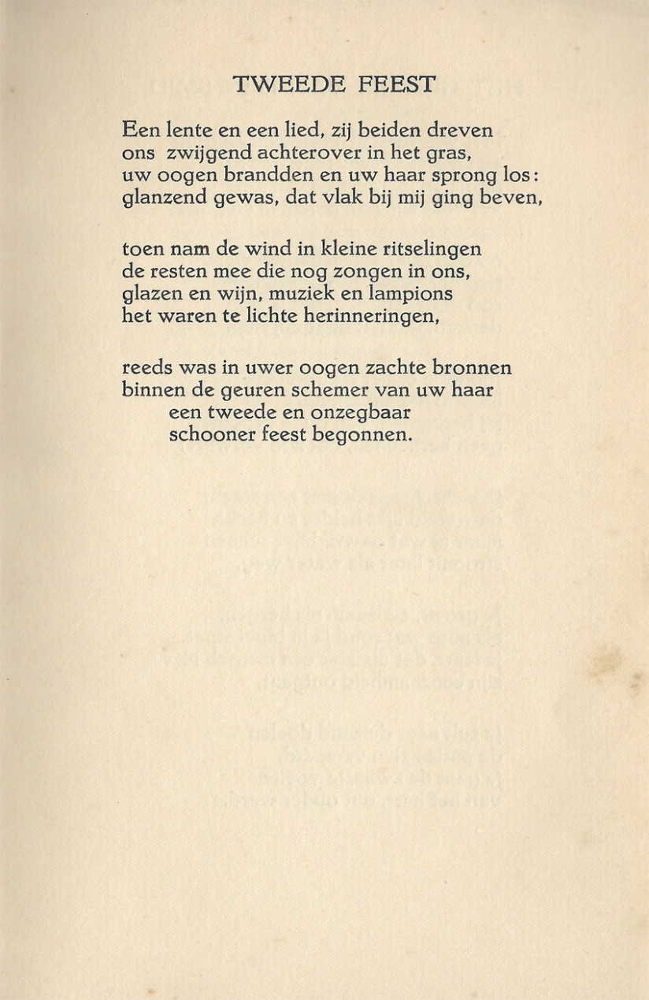 TWEEDE FEEST
Een lente en een lied, zij beiden dreven
ons zwijgend achterover in het gras,
uw oogen brandden en uw haar sprong los:
glanzend gewas, dat vlak bij mij ging beven,
toen nam de wind in kleine ritselingen
de resten mee die nog zongen in ons,
glazen en wijn, muziek en lampions
het waren te lichte herinneringen,
reeds was in uwer oogen zachte bronnen
binnen de geuren schemer van uw haar
een tweede en onzegbaar
schooner feest begonnen.